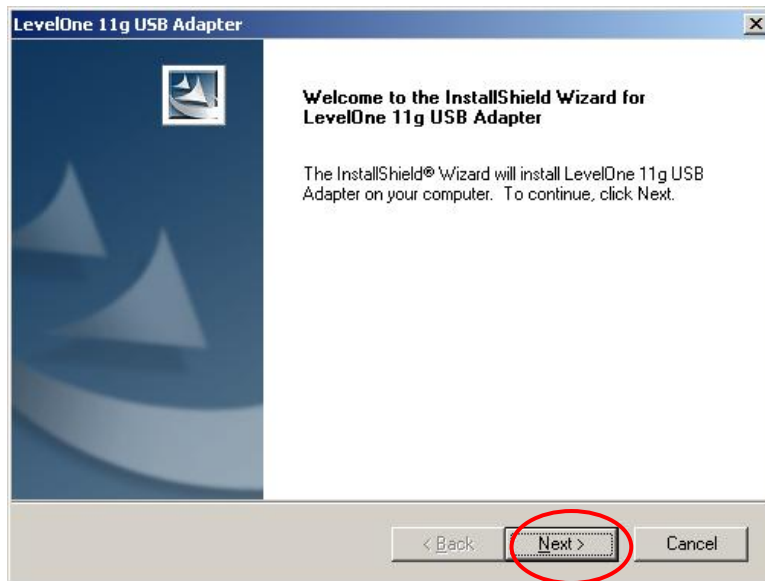 LevelOne 11g USB Adapter
Welcome to the InstallShield Wizard for
LevelOne 11g USB Adapter
The InstallShield® Wizard will install LevelOne 11g USB
Adapter on your computer. To continue, click Next.
< Back Next > Cancel